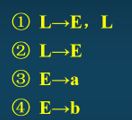 ① L→E，L
② L→E
③ E→a
④ E→b